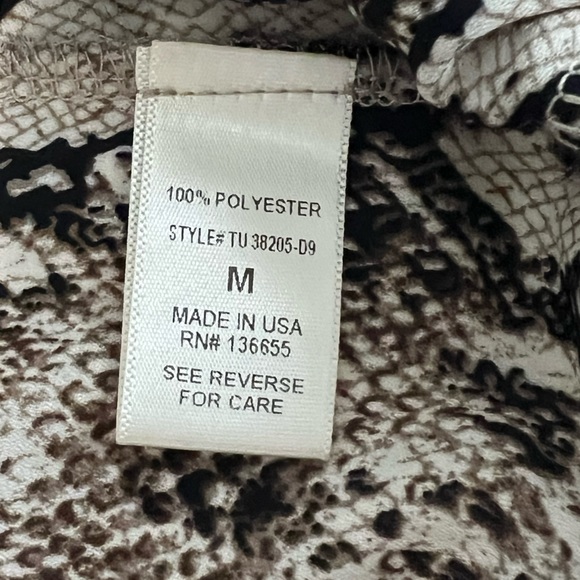 100% POLYESTER
STYLE# TU 38205-D9
M
MADE IN USA
RN# 136655
SEE REVERSE
FOR CARE